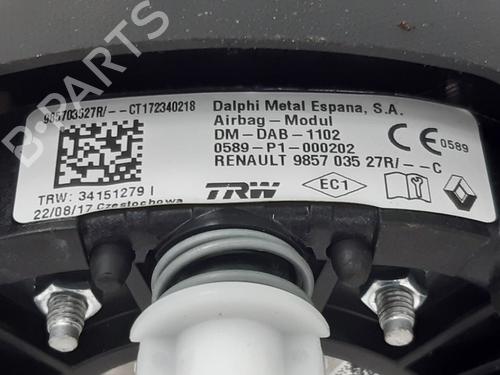 985703527R/--CT172340218
Dalphi Metal Espana, S.A.
Airbag-Modul
DM-DAB-1102
0589-P1-000202
RENAULT 9857 035 27R/--C
CE 0589
TRW: 34151279 I
22/08/17 Czestochowa
TRW
EC1
B-PARTS